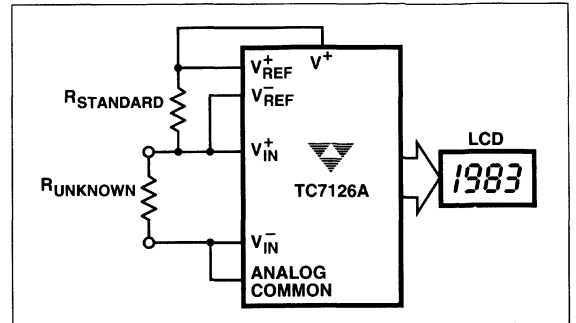 V⁺
V⁺REF
RSTANDARD
V⁻REF
V⁺IN
LCD
1983
TC7126A
RUNKNOWN
V⁻IN
ANALOG
COMMON